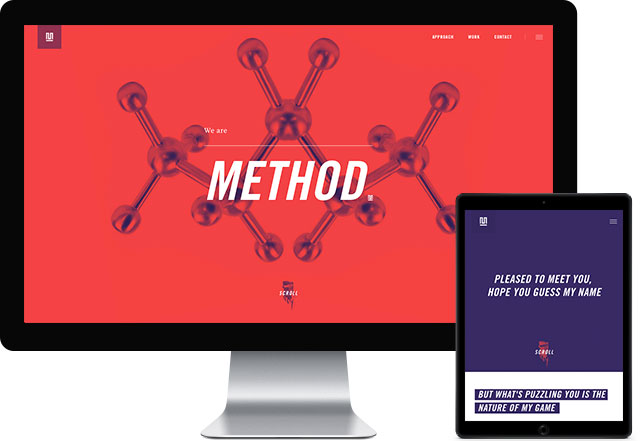 APPROACH WORK CONTACT
We are
METHOD
SCROLL
PLEASED TO MEET YOU,
HOPE YOU GUESS MY NAME
SCROLL
BUT WHAT'S PUZZLING YOU IS THE
NATURE OF MY GAME